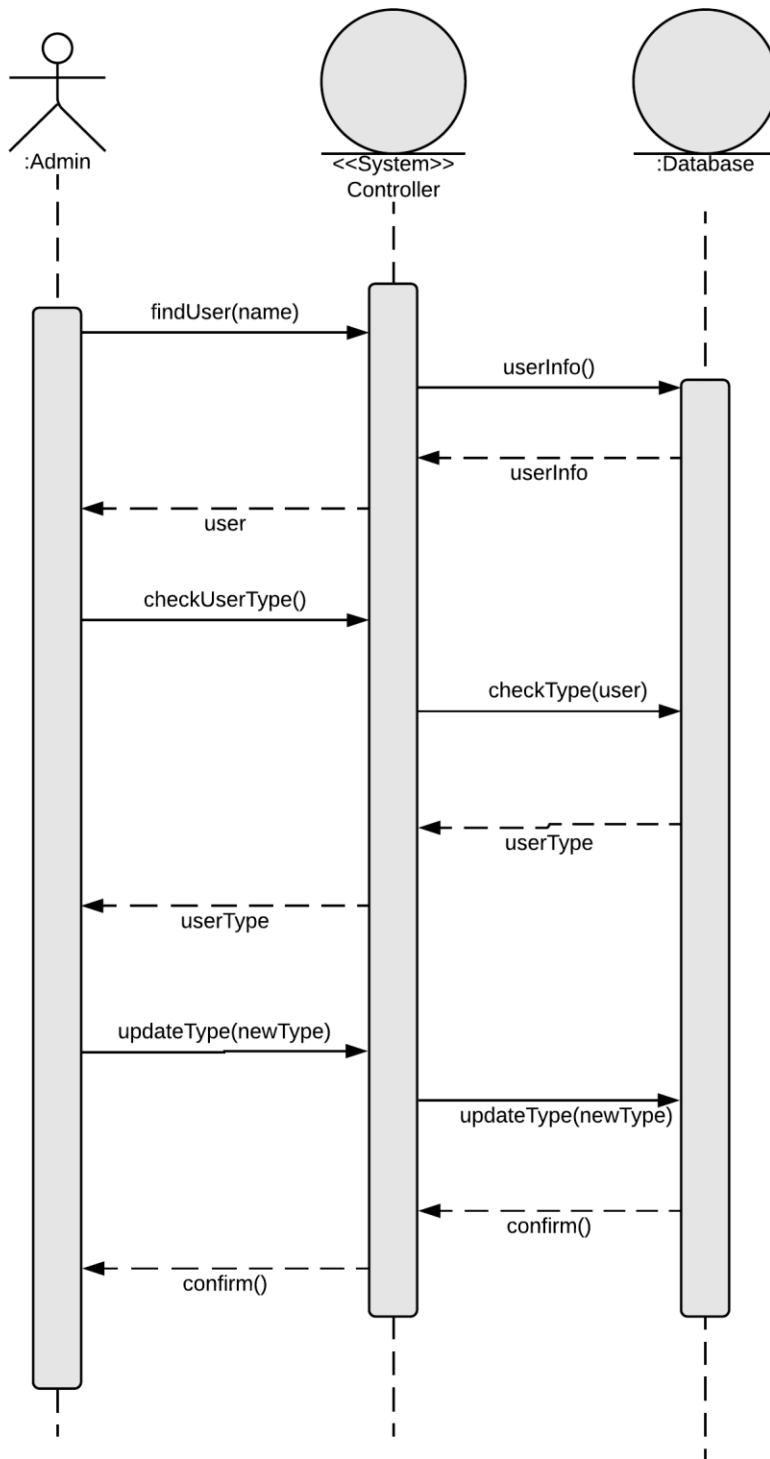 :Admin
<<System>>
Controller
:Database
findUser(name)
userInfo()
userInfo
user
checkUserType()
checkType(user)
userType
userType
updateType(newType)
updateType(newType)
confirm()
confirm()